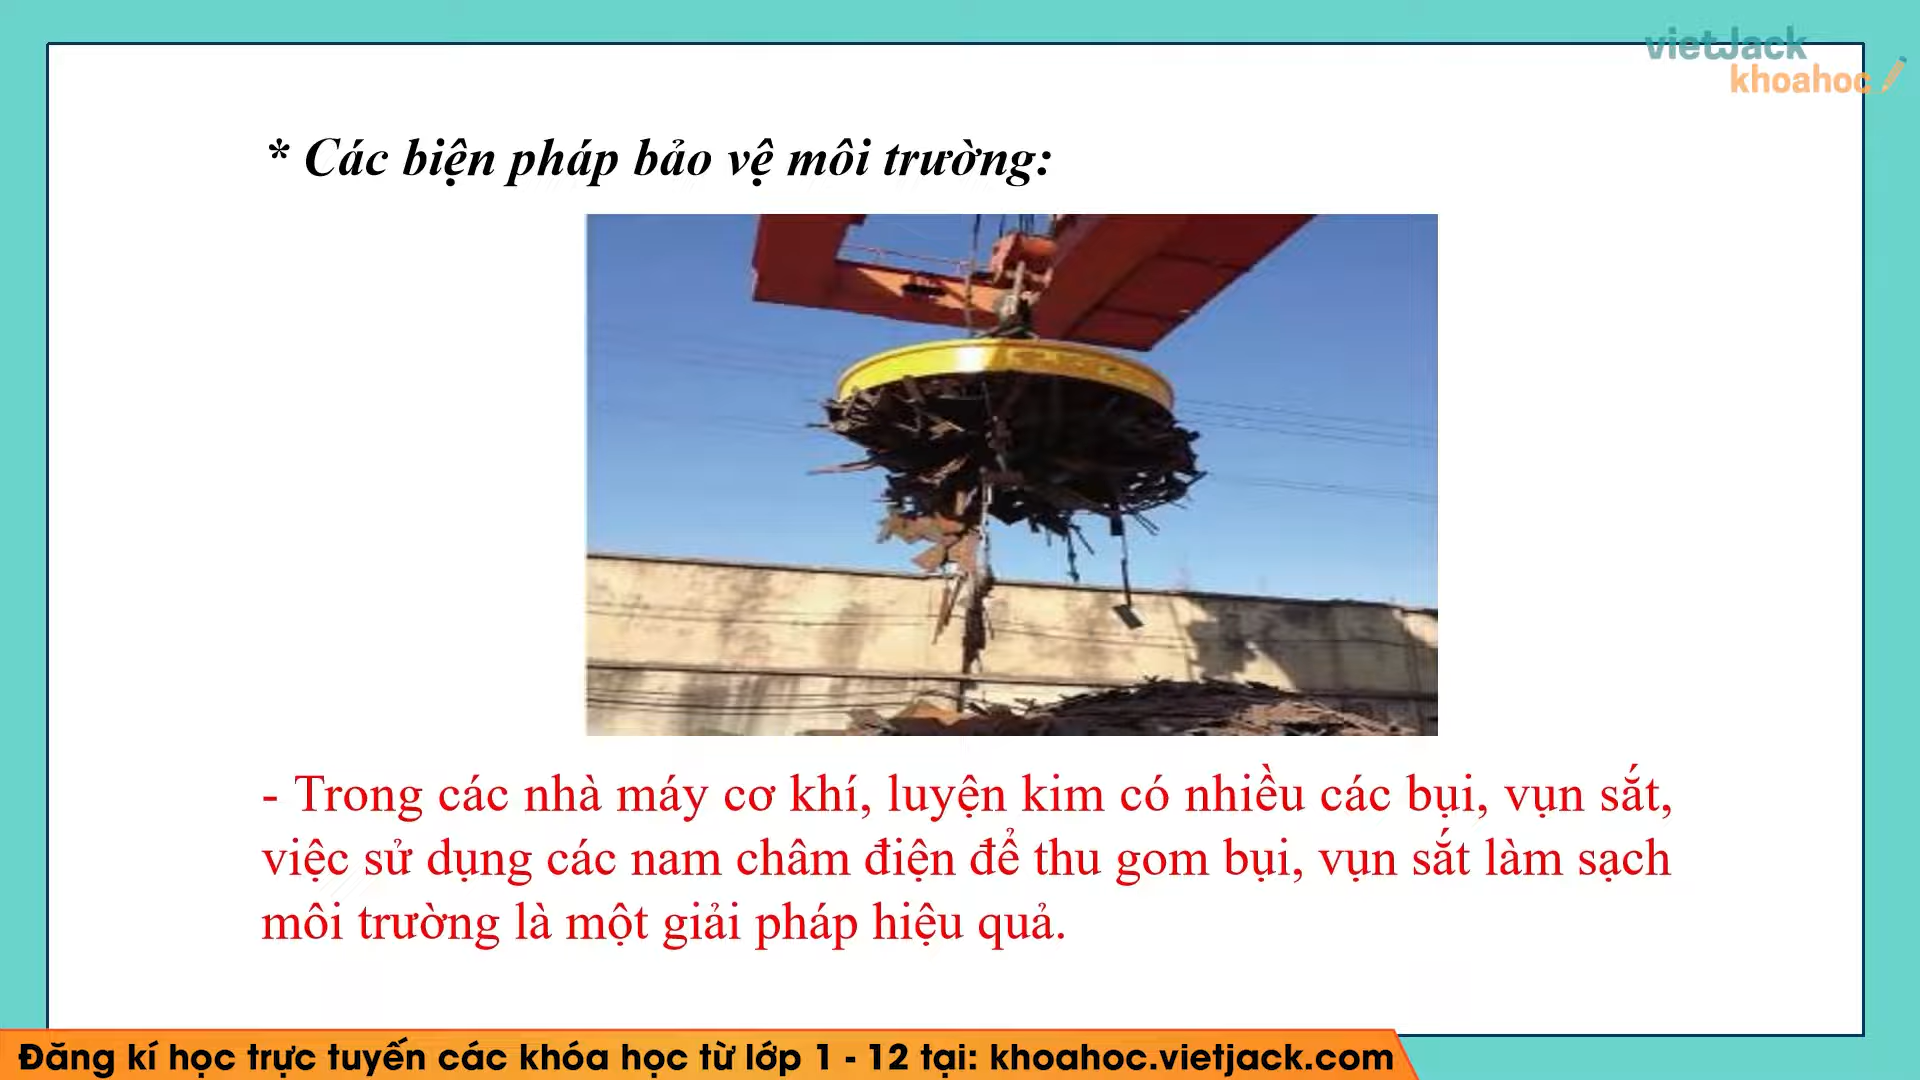 vietJack
khoahoc
* Các biện pháp bảo vệ môi trường:
- Trong các nhà máy cơ khí, luyện kim có nhiều các bụi, vụn sắt,
việc sử dụng các nam châm điện để thu gom bụi, vụn sắt làm sạch
môi trường là một giải pháp hiệu quả.
Đăng kí học trực tuyến các khóa học từ lớp 1 - 12 tại: khoahoc.vietjack.com